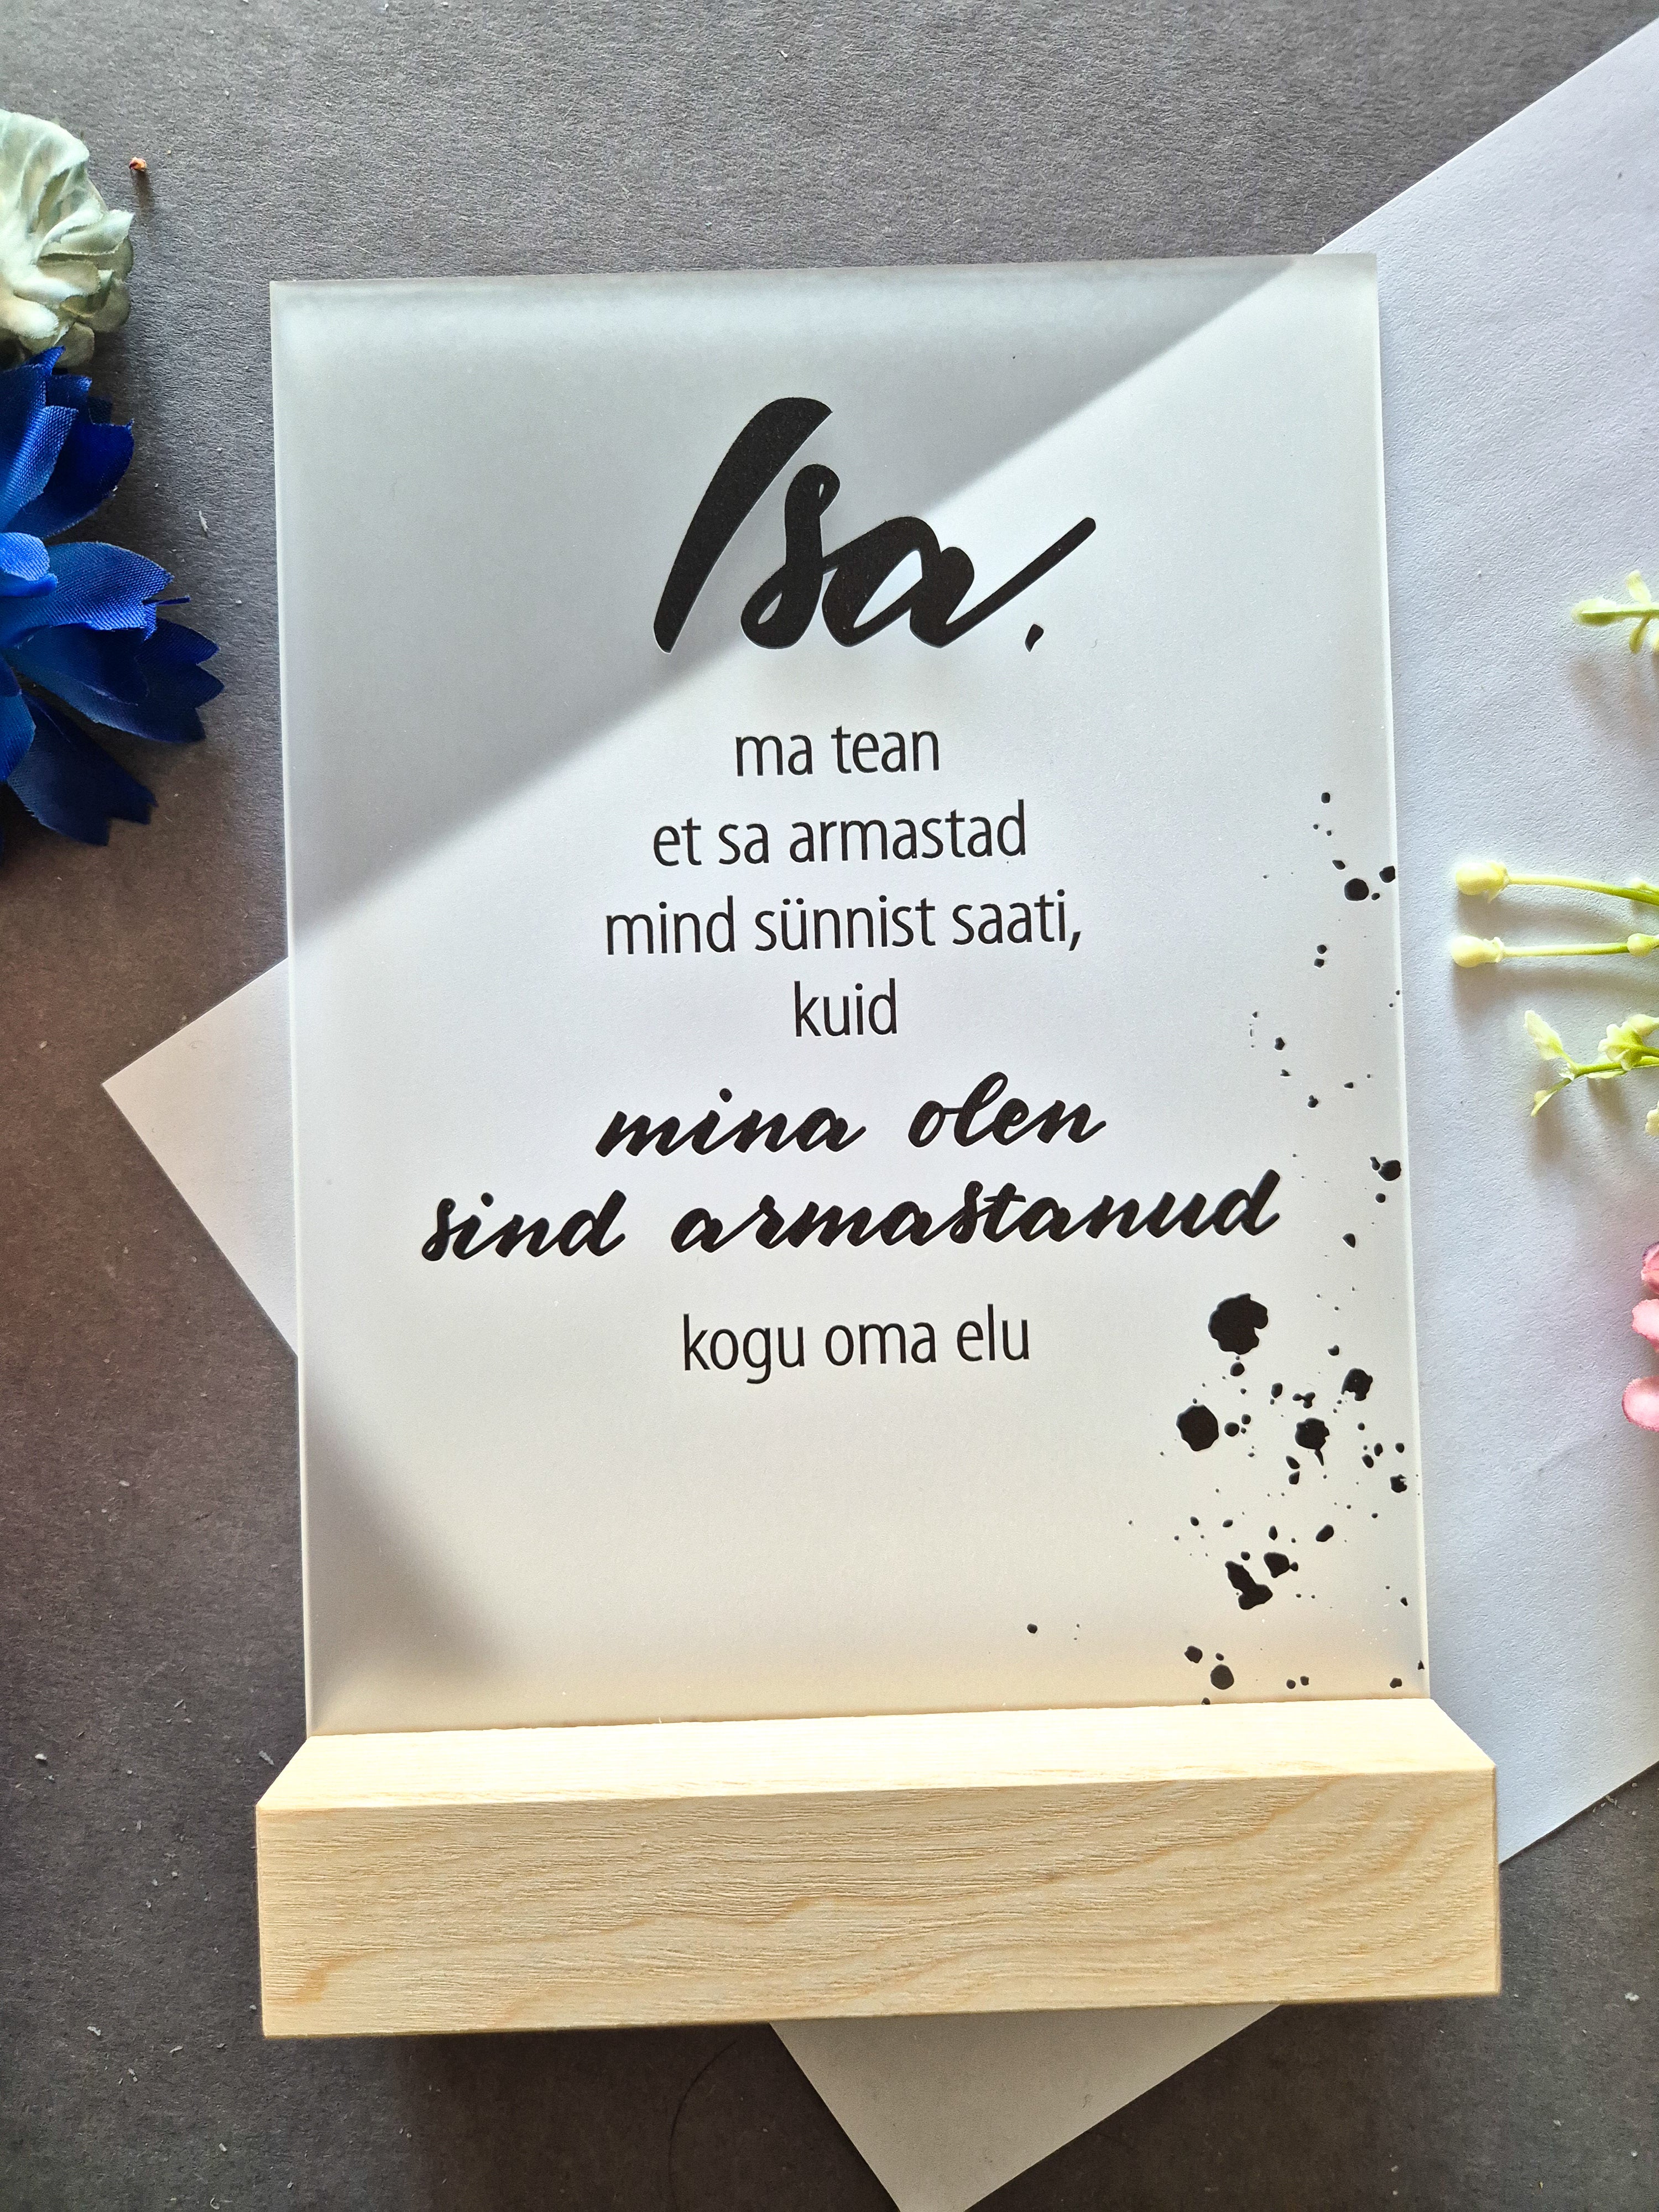 Isa.
ma tean
et sa armastad
mind sünnist saati,
kuid
mina olen
sind armastanud
kogu oma elu